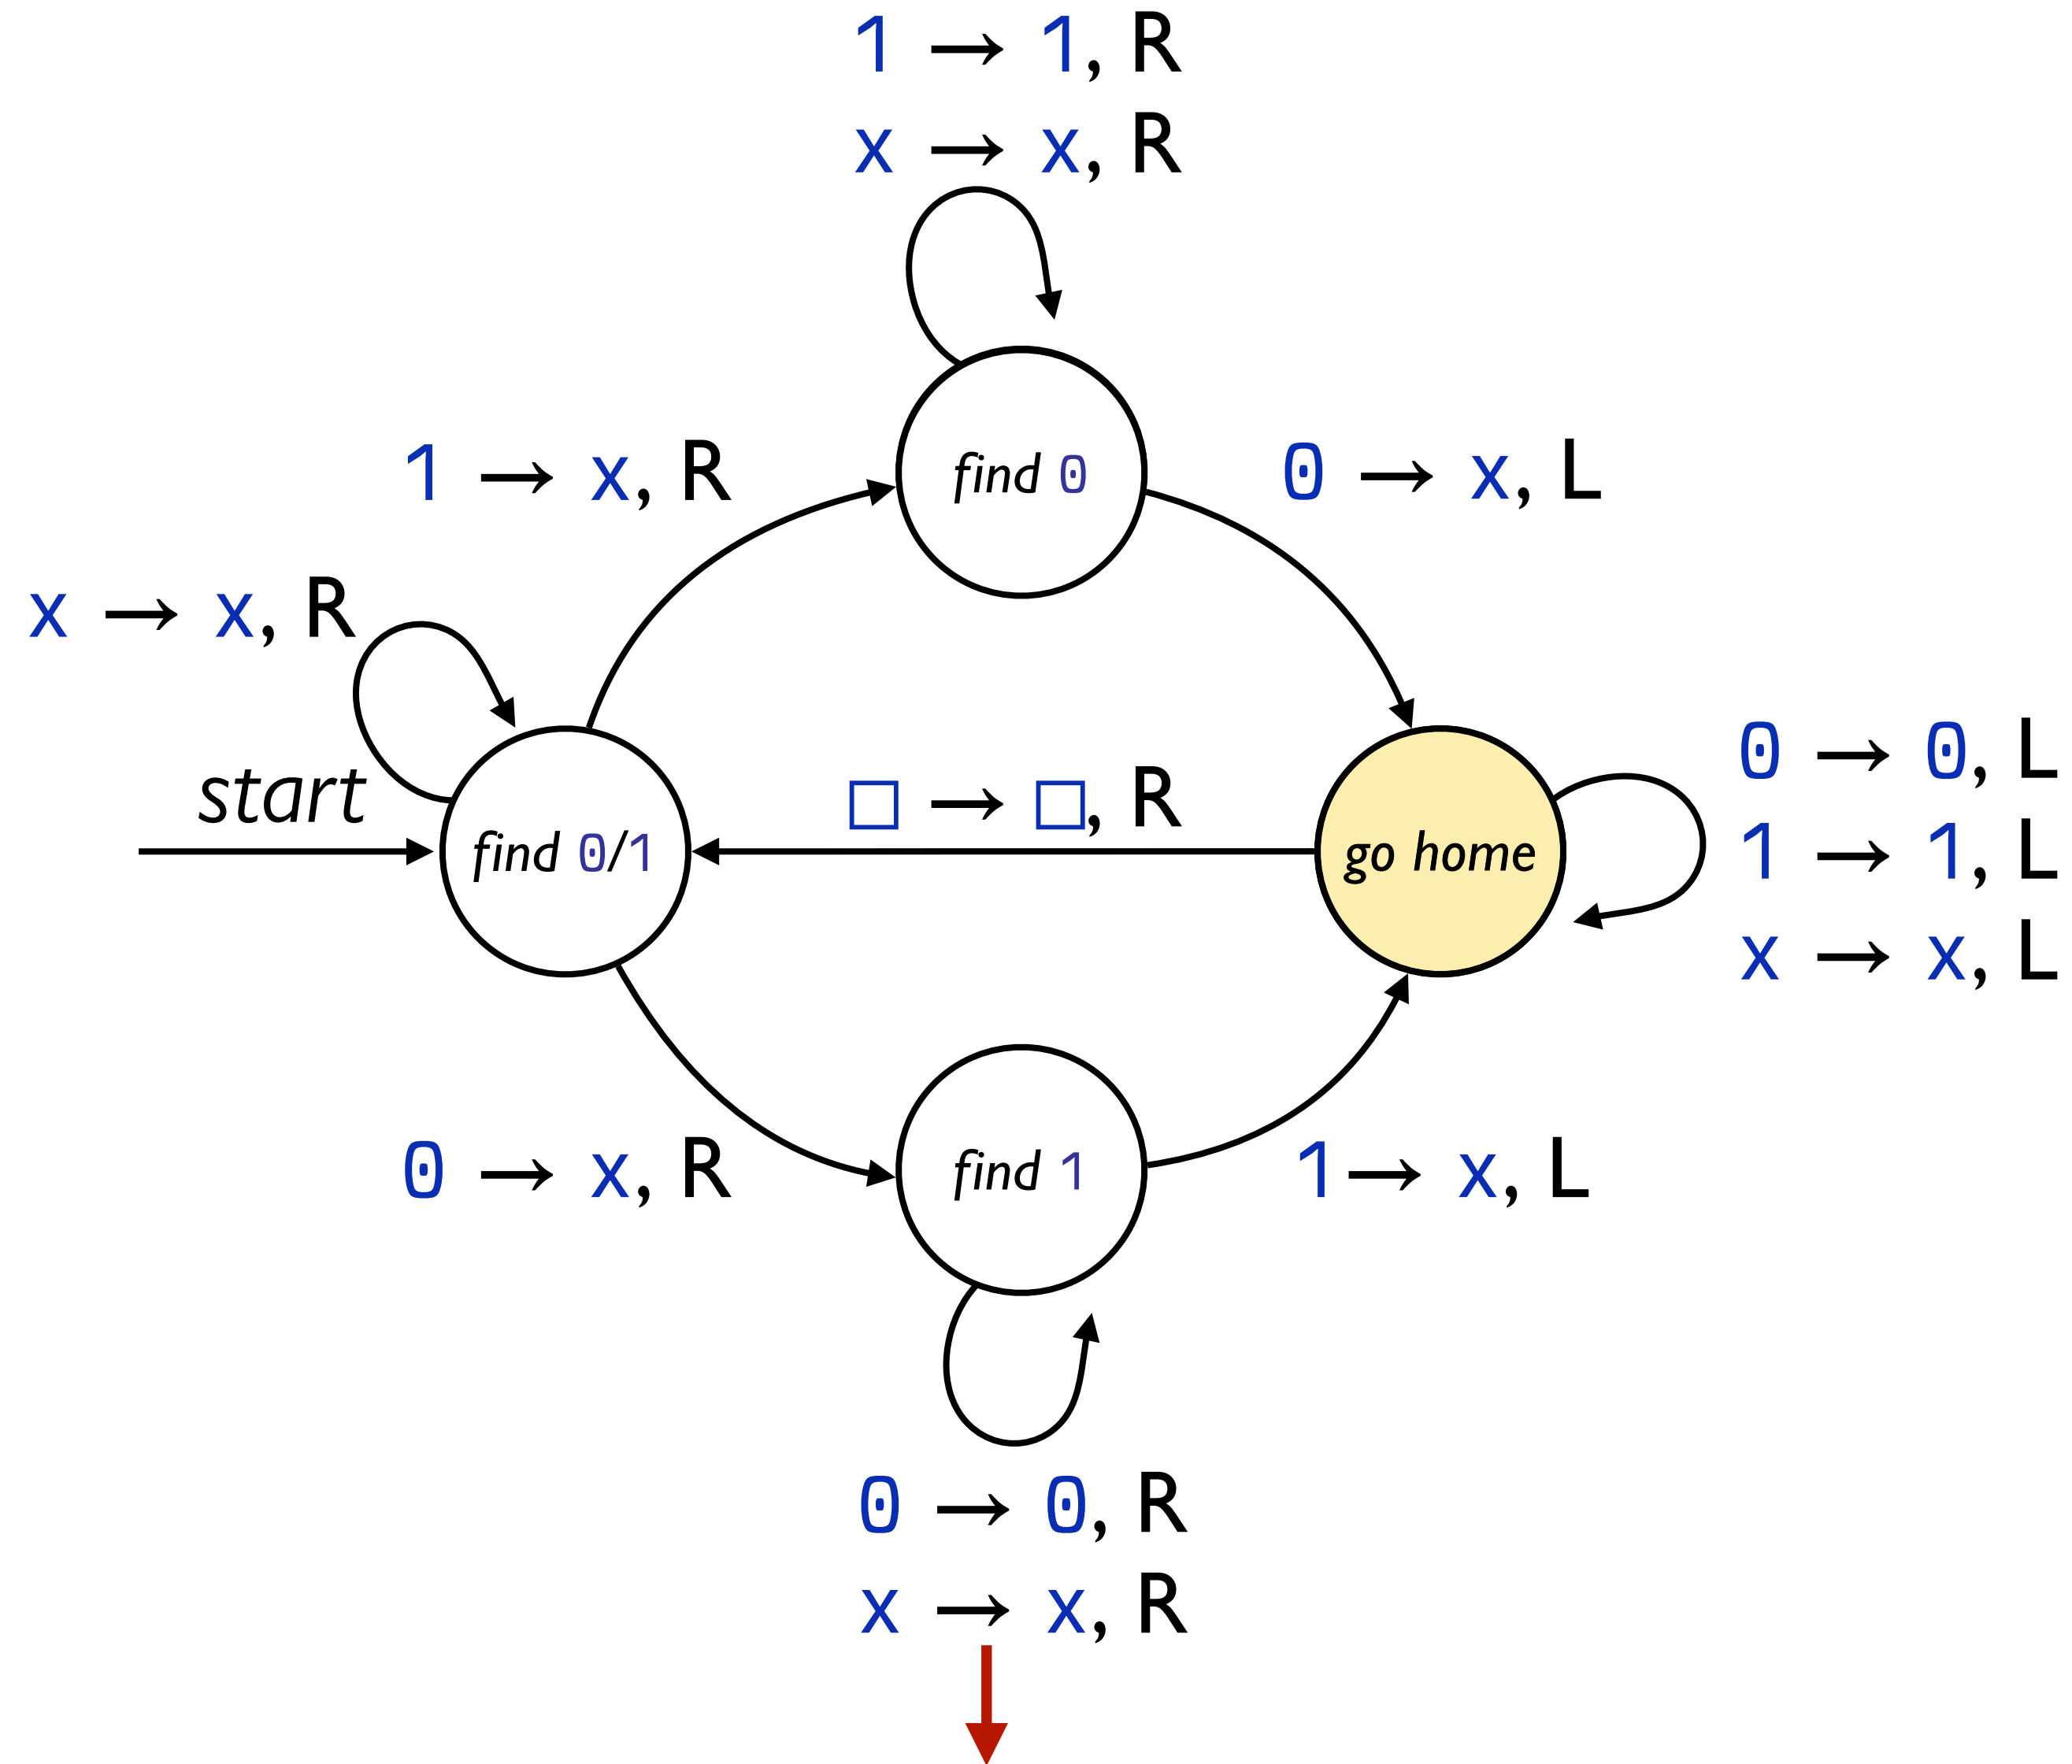 1 → 1, R
x → x, R
find 0
1 → x, R
0 → x, L
x → x, R
start
find 0/1
□ → □, R
go home
0 → 0, L
1 → 1, L
x → x, L
0 → x, R
find 1
1 → x, L
0 → 0, R
x → x, R